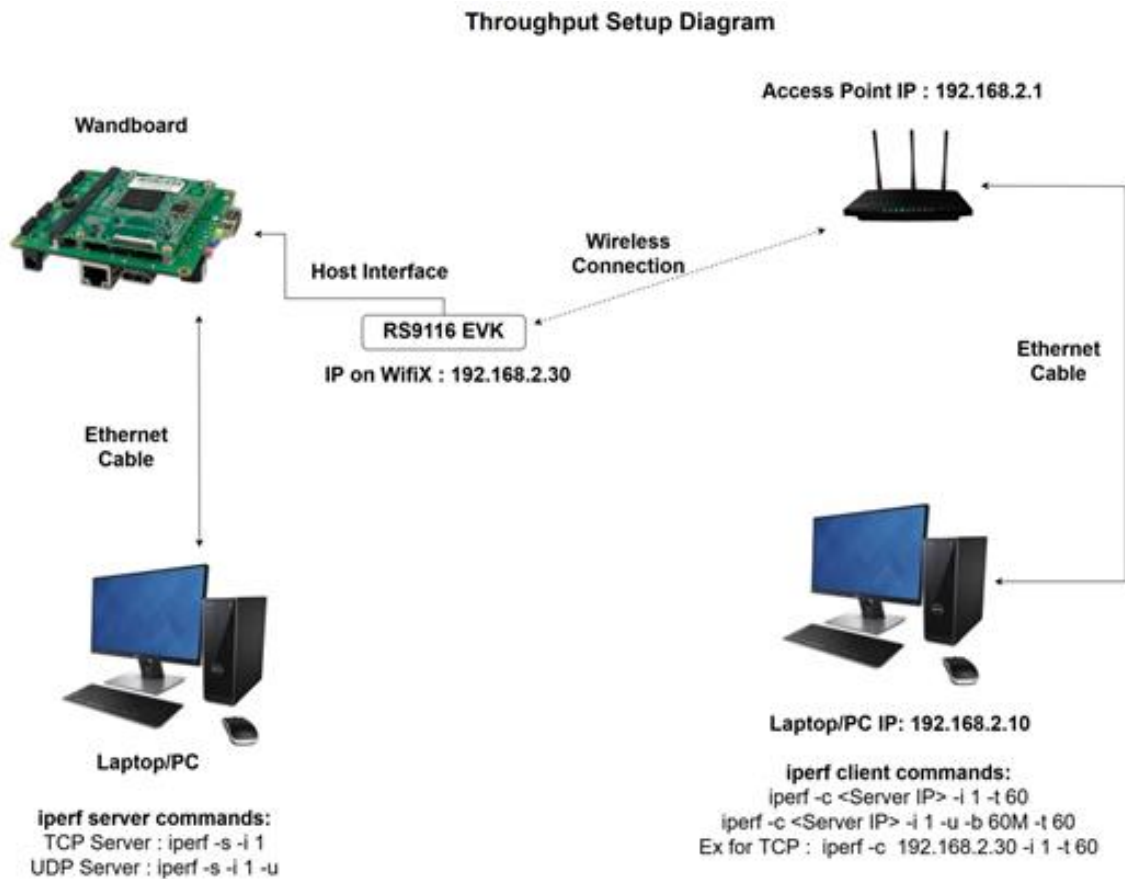 Throughput Setup Diagram
Access Point IP : 192.168.2.1
Wandboard
Wireless
Connection
Host Interface
RS9116 EVK
IP on WifiX : 192.168.2.30
Ethernet
Cable
Ethernet
Cable
Laptop/PC
iperf server commands:
TCP Server : iperf -s -i 1
UDP Server : iperf -s -i 1 -u
Laptop/PC IP: 192.168.2.10
iperf client commands:
iperf -c <Server IP> -i 1 -t 60
iperf -c <Server IP> -i 1 -u -b 60M -t 60
Ex for TCP : iperf -c 192.168.2.30 -i 1 -t 60